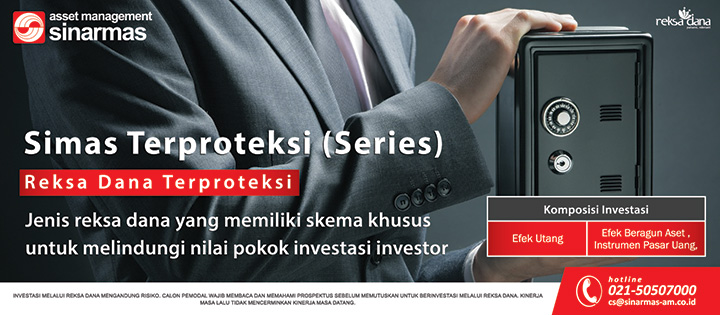 asset management
sinarmas
reksa dana
Simas Terproteksi (Series)
Reksa Dana Terproteksi
Jenis reksa dana yang memiliki skema khusus
untuk melindungi nilai pokok investasi investor
Komposisi Investasi
Efek Utang
Efek Beragun Aset ,
Instrumen Pasar Uang,
INVESTASI MELALUI REKSA DANA MENGANDUNG RISIKO. CALON PEMODAL WAJIB MEMBACA DAN MEMAHAMI PROSPEKTUS SEBELUM MEMUTUSKAN UNTUK BERINVESTASI MELALUI REKSA DANA. KINERJA
MASA LALU TIDAK MENCERMINKAN KINERJA MASA DATANG.
hotline
021-50507000
cs@sinarmas-am.co.id